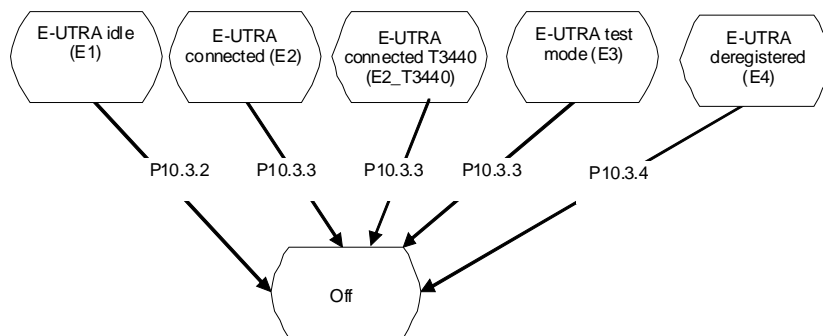 E-UTRA idle
(E1)
E-UTRA
connected (E2)
E-UTRA
connected T3440
(E2_T3440)
E-UTRA test
mode (E3)
E-UTRA
deregistered
(E4)
P10.3.2
P10.3.3
P10.3.3
P10.3.3
P10.3.4
Off